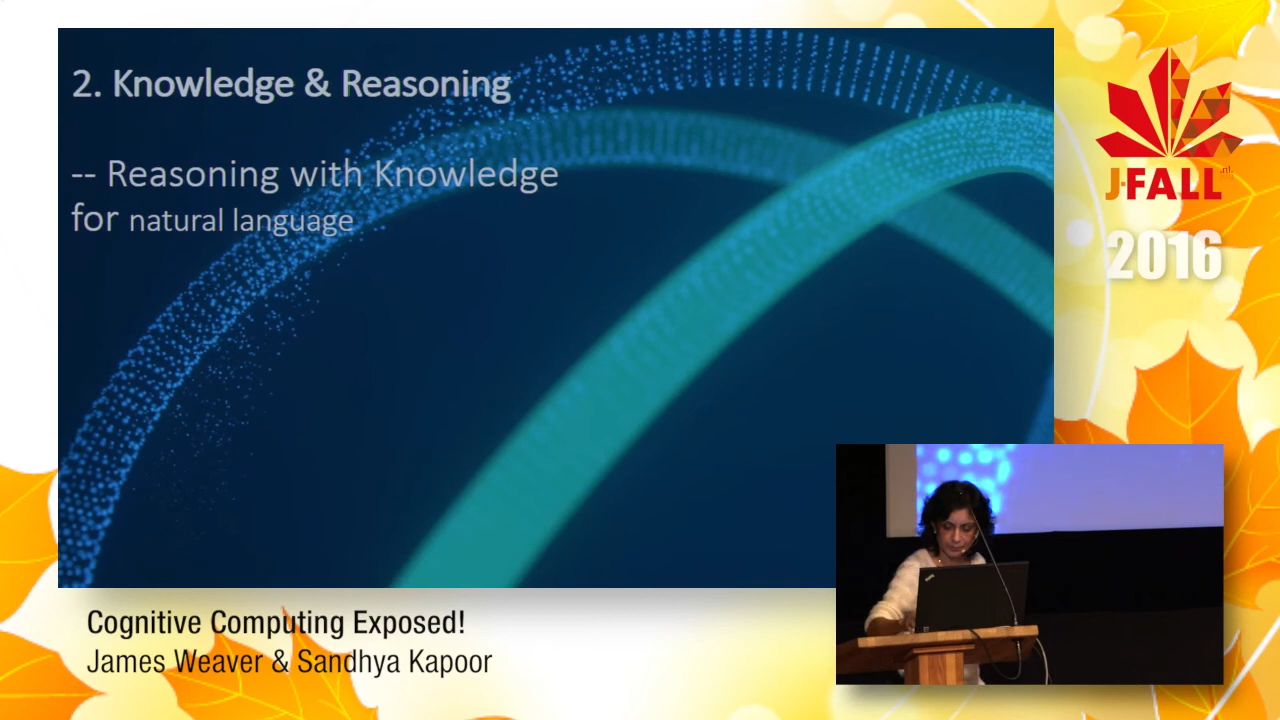 2. Knowledge & Reasoning
-- Reasoning with Knowledge
for natural language
J-FALL
.nl
2016
Cognitive Computing Exposed!
James Weaver & Sandhya Kapoor